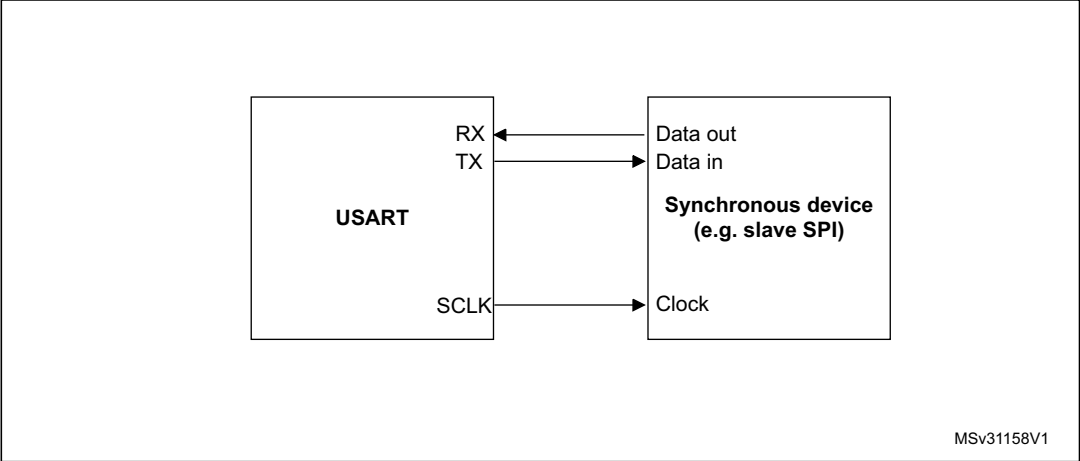 RX
TX
USART
SCLK
Data out
Data in
Synchronous device
(e.g. slave SPI)
Clock
MSv31158V1